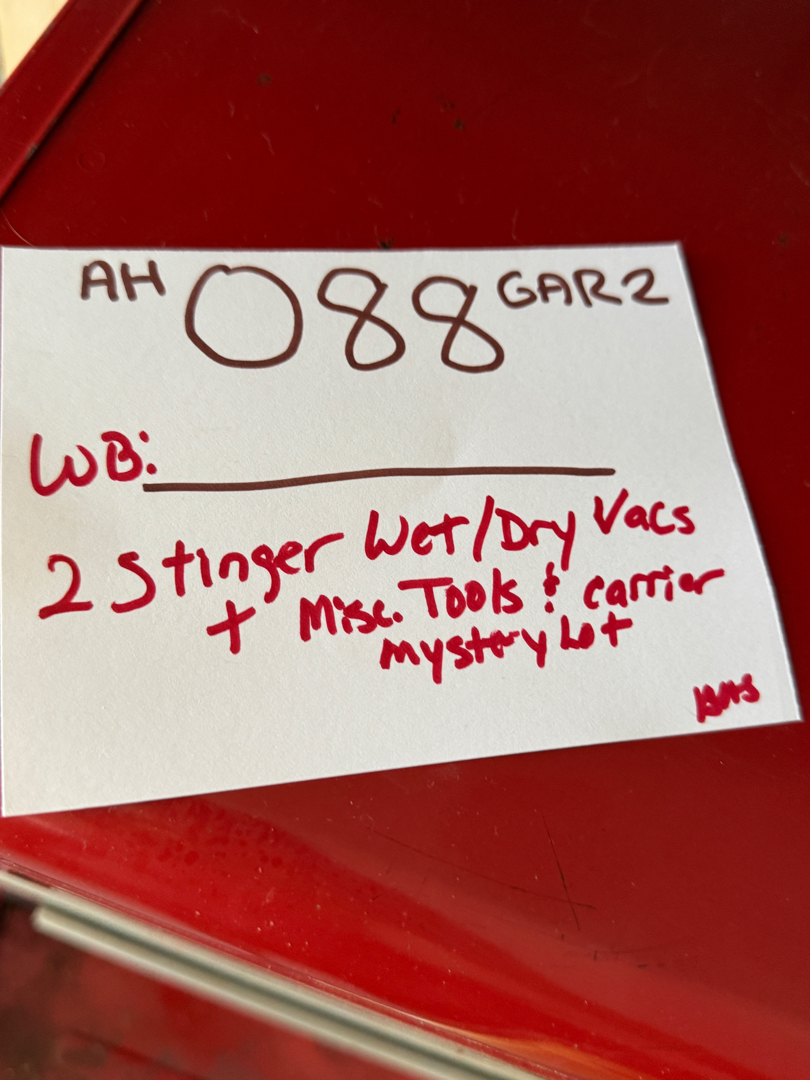 AH 088 GAR2
WB:
2 Stinger Wet/Dry Vacs
+ Misc. Tools & carrier
mystery Lot